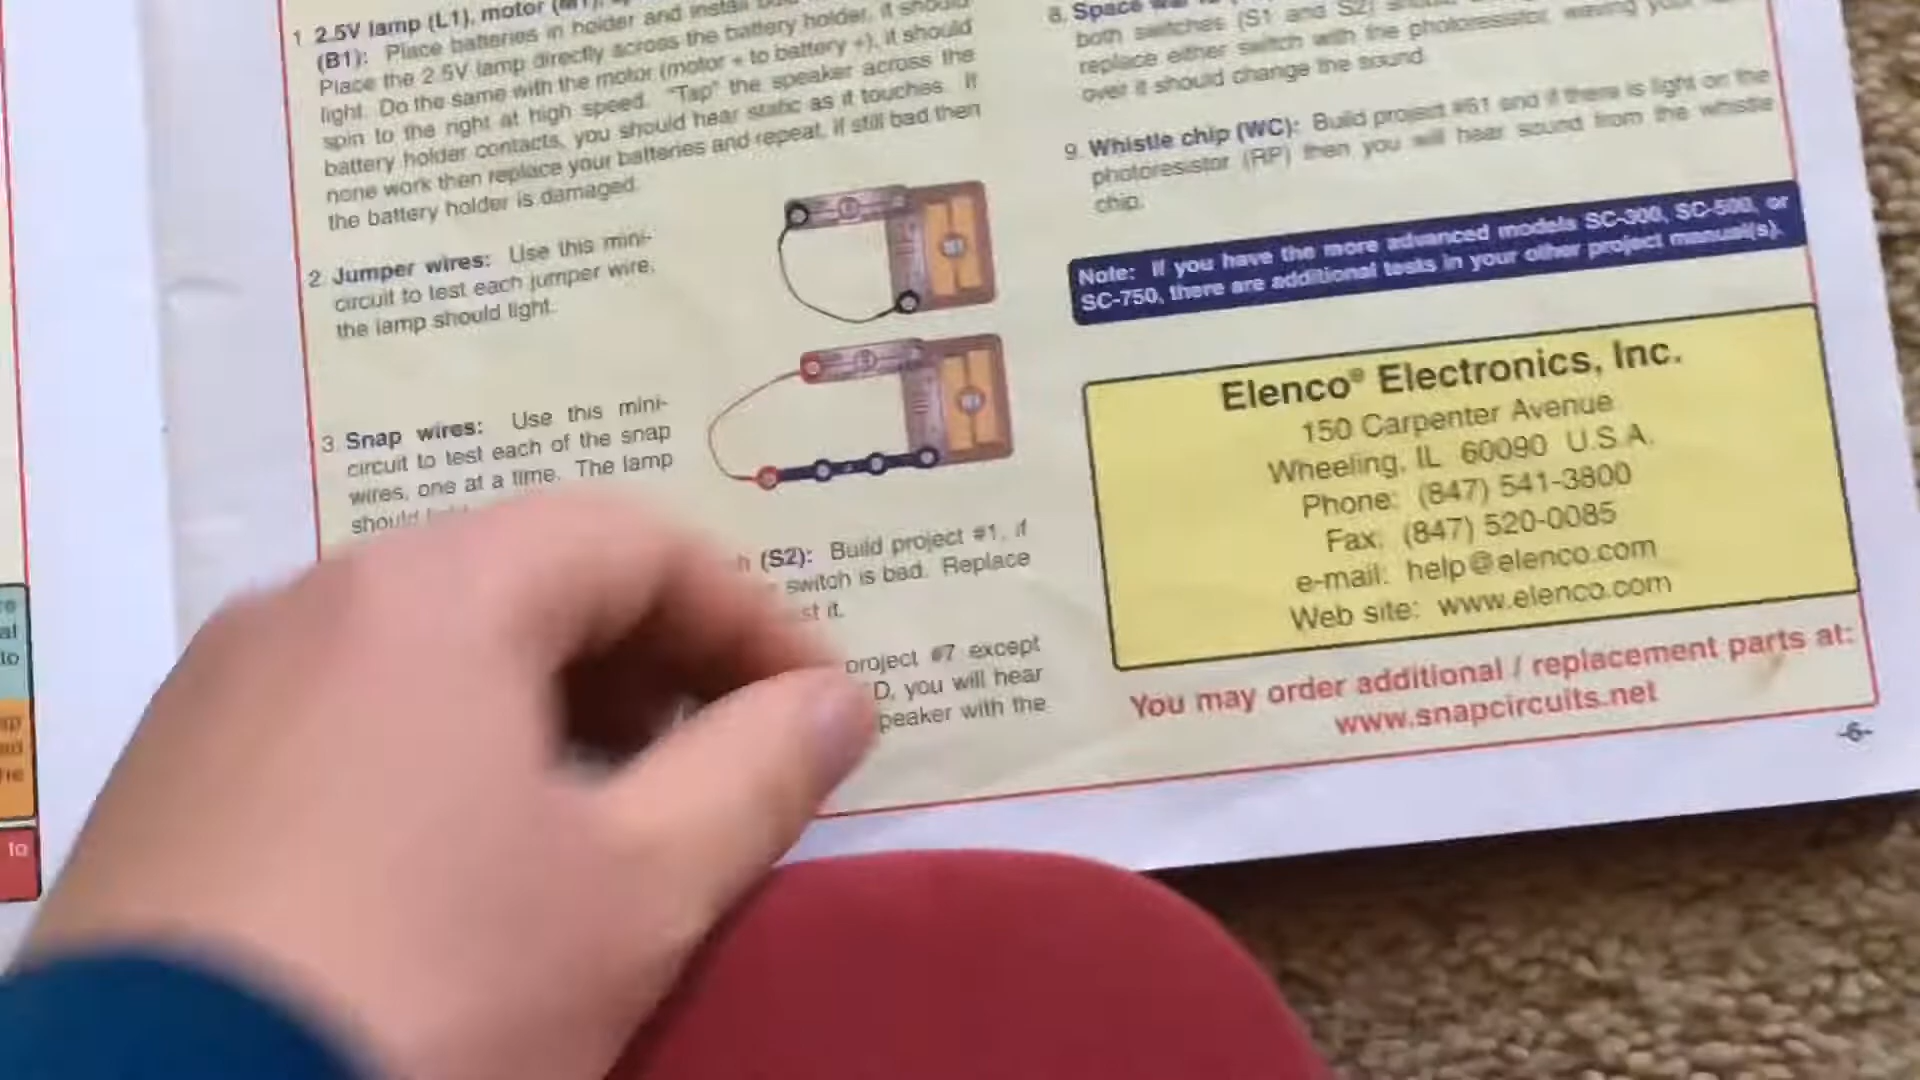 1. 2.5V lamp (L1), motor
(B1): Place batteries in holder and install
Place the 2.5V lamp directly across the battery holder, it should
light. Do the same with the motor (motor + to battery +), it should
spin to the right at high speed. "Tap" the speaker across the
battery holder contacts, you should hear static as it touches. If
none work then replace your batteries and repeat, if still bad then
the battery holder is damaged.
2. Jumper wires: Use this mini-
circuit to test each jumper wire,
the lamp should light.
3. Snap wires: Use this mini-
circuit to test each of the snap
wires, one at a time. The lamp
should
(S2): Build project #1, if
switch is bad. Replace
st it.
project #7 except
D, you will hear
peaker with the
8. Space
both switches (S1 and S2)
replace either switch with the photoresistor, waving
over it should change the sound.
9. Whistle chip (WC): Build project #61 and if there is light on the
photoresistor (RP) then you will hear sound from the whistle
chip.
Note: If you have the more advanced models SC-300, SC-500, or
SC-750, there are additional tests in your other project manual(s).
Elenco® Electronics, Inc.
150 Carpenter Avenue
Wheeling, IL 60090 U.S.A.
Phone: (847) 541-3800
Fax: (847) 520-0085
e-mail: help@elenco.com
Web site: www.elenco.com
You may order additional / replacement parts at:
www.snapcircuits.net
-6-
to
to